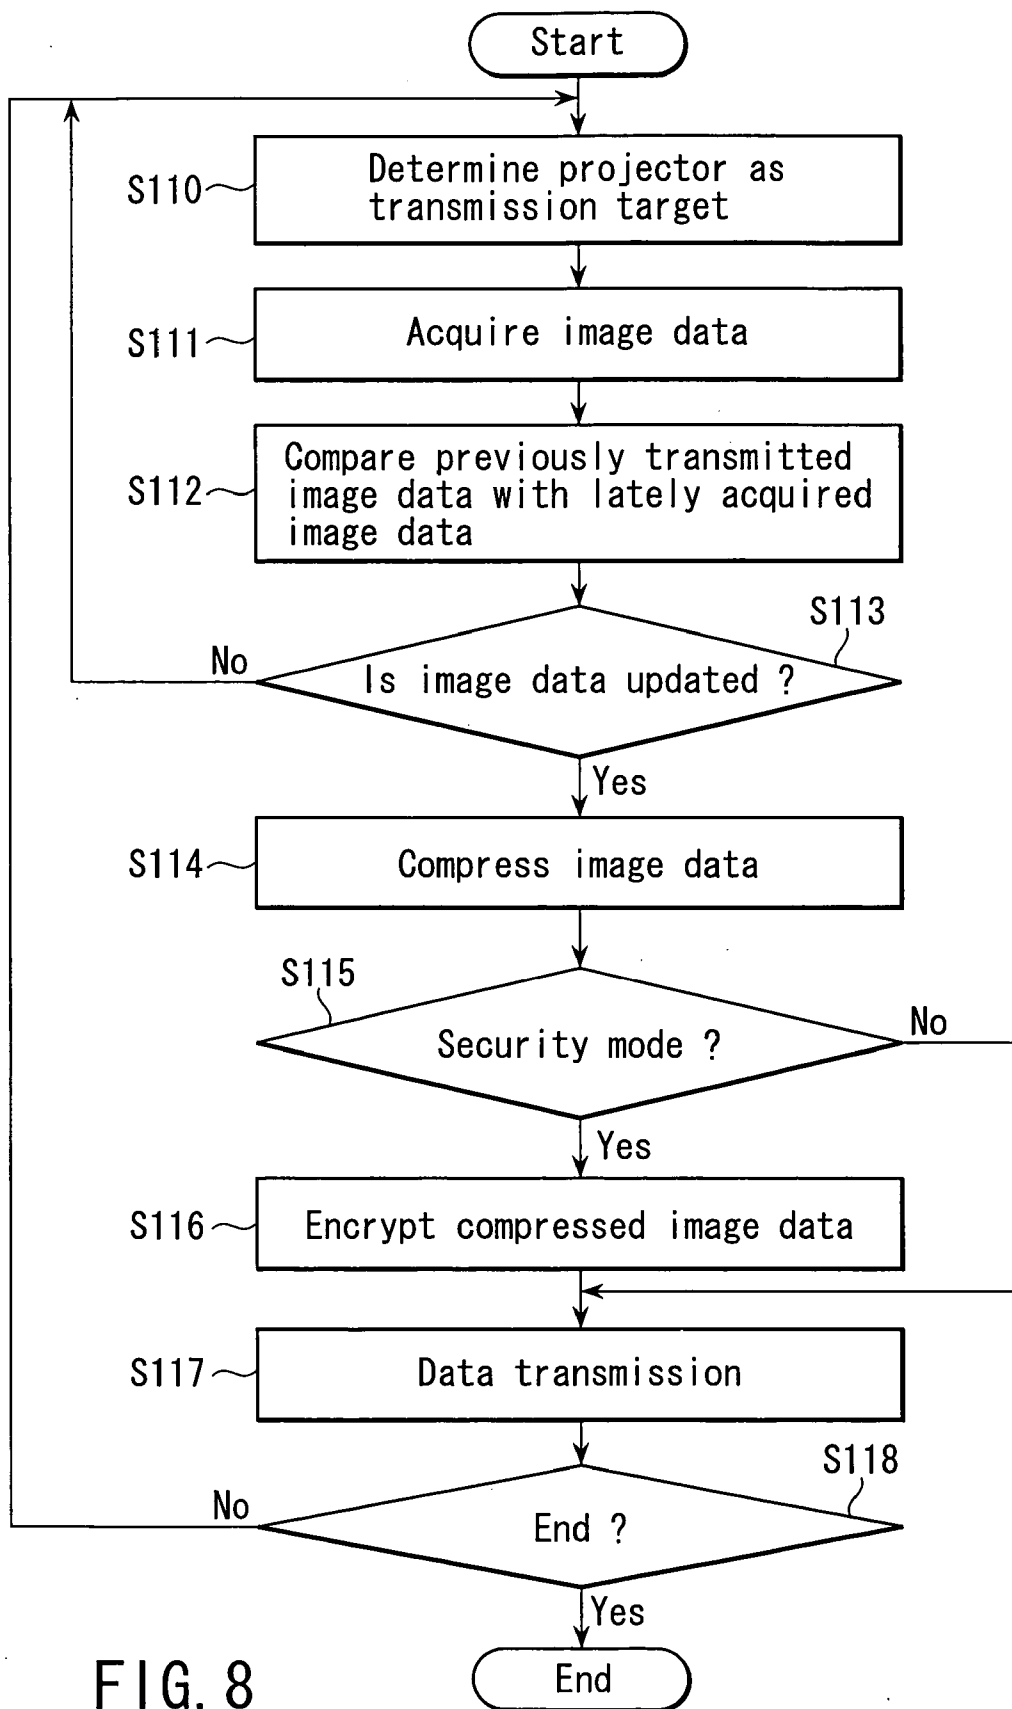 Start
S110
Determine projector as
transmission target
S111
Acquire image data
S112
Compare previously transmitted
image data with lately acquired
image data
S113
No
Is image data updated ?
Yes
S114
Compress image data
S115
No
Security mode ?
Yes
S116
Encrypt compressed image data
S117
Data transmission
S118
No
End ?
Yes
End
FIG. 8